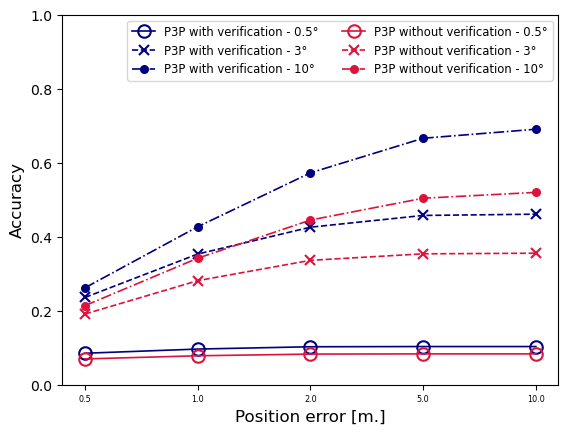 1.0
P3P with verification - 0.5°
P3P without verification - 0.5°
P3P with verification - 3°
P3P without verification - 3°
P3P with verification - 10°
P3P without verification - 10°
0.8
0.6
0.4
0.2
0.0
Accuracy
0.5 1.0 2.0 5.0 10.0
Position error [m.]